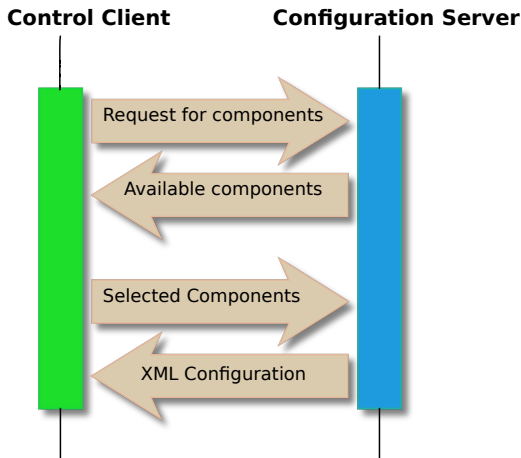 Control Client
Configuration Server
Request for components
Available components
Selected Components
XML Configuration